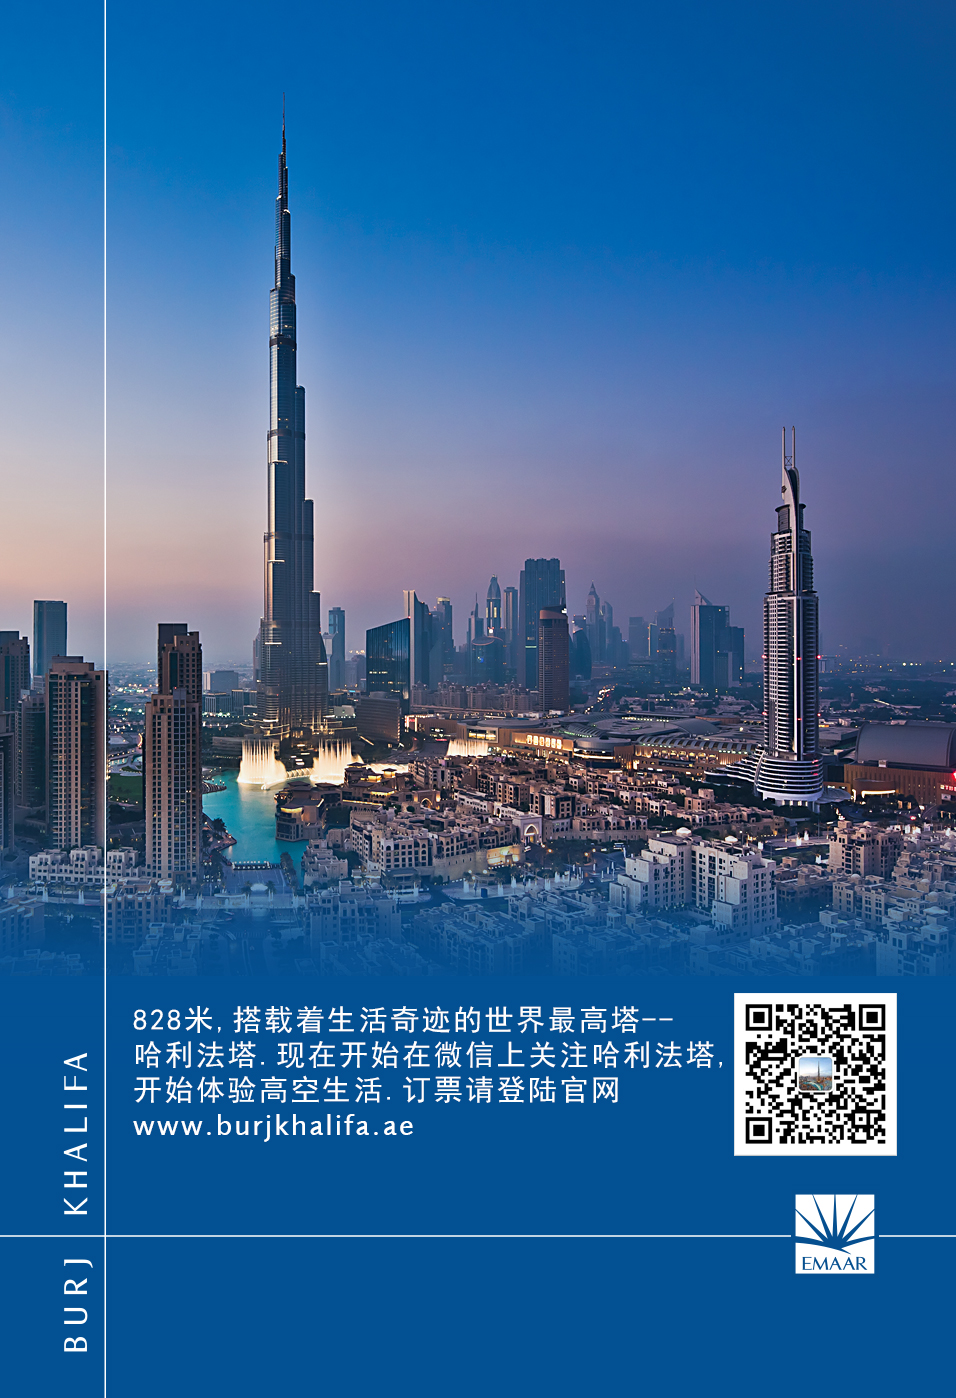 828米, 搭载着生活奇迹的世界最高塔--
哈利法塔. 现在开始在微信上关注哈利法塔,
开始体验高空生活. 订票请登陆官网
www.burjkhalifa.ae
BURJ KHALIFA
EMAAR